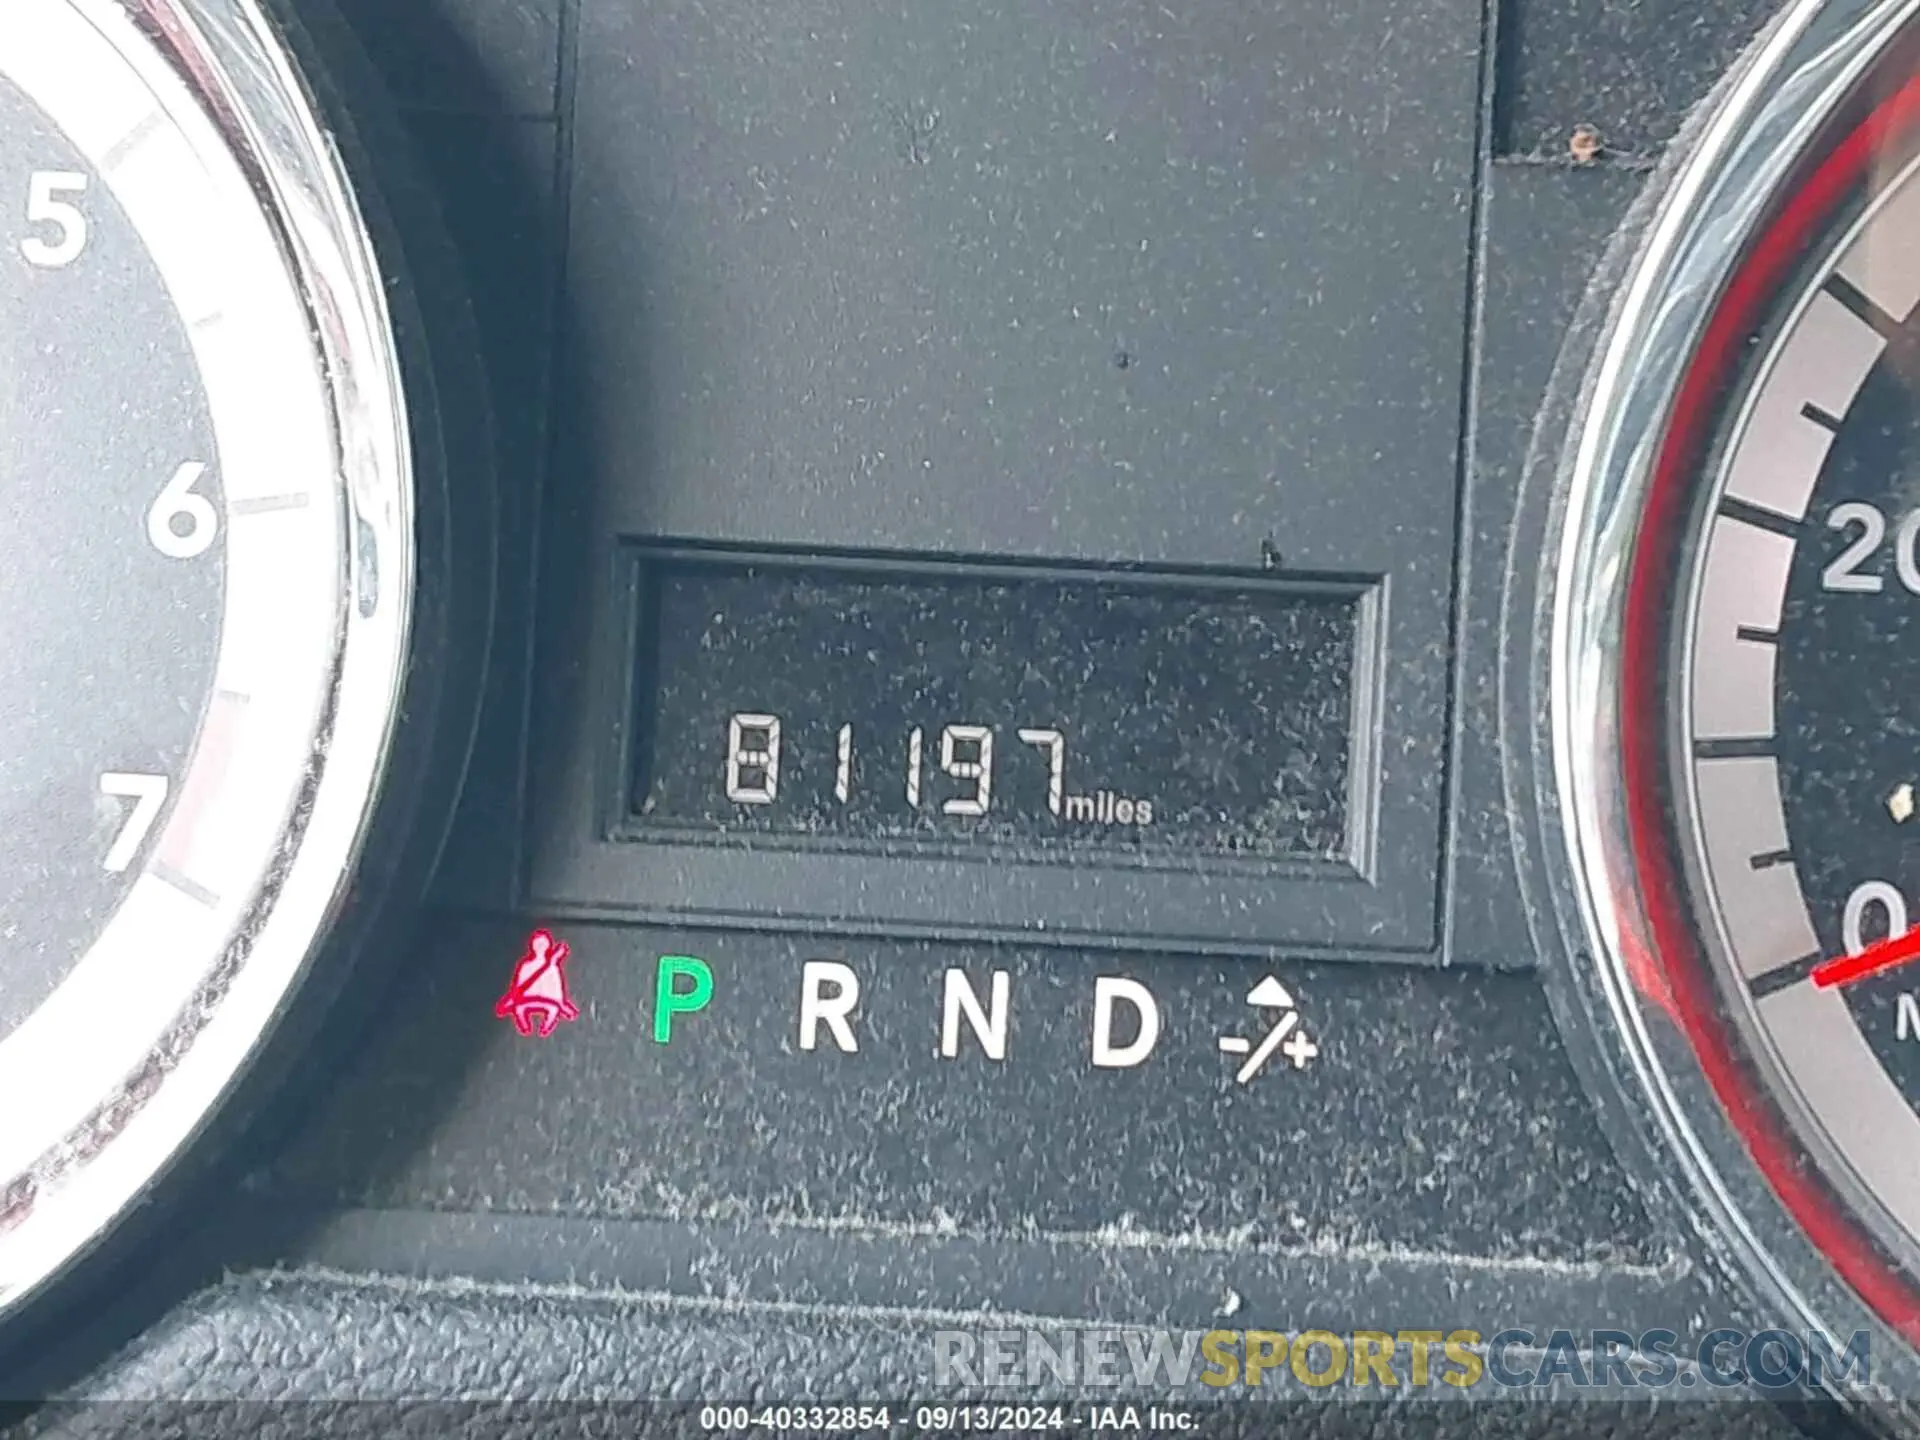 5
6
7
20
81197 miles
0
P R N D -/+
RENEWSPORTSCARS.COM
000-40332854 - 09/13/2024 - IAA Inc.